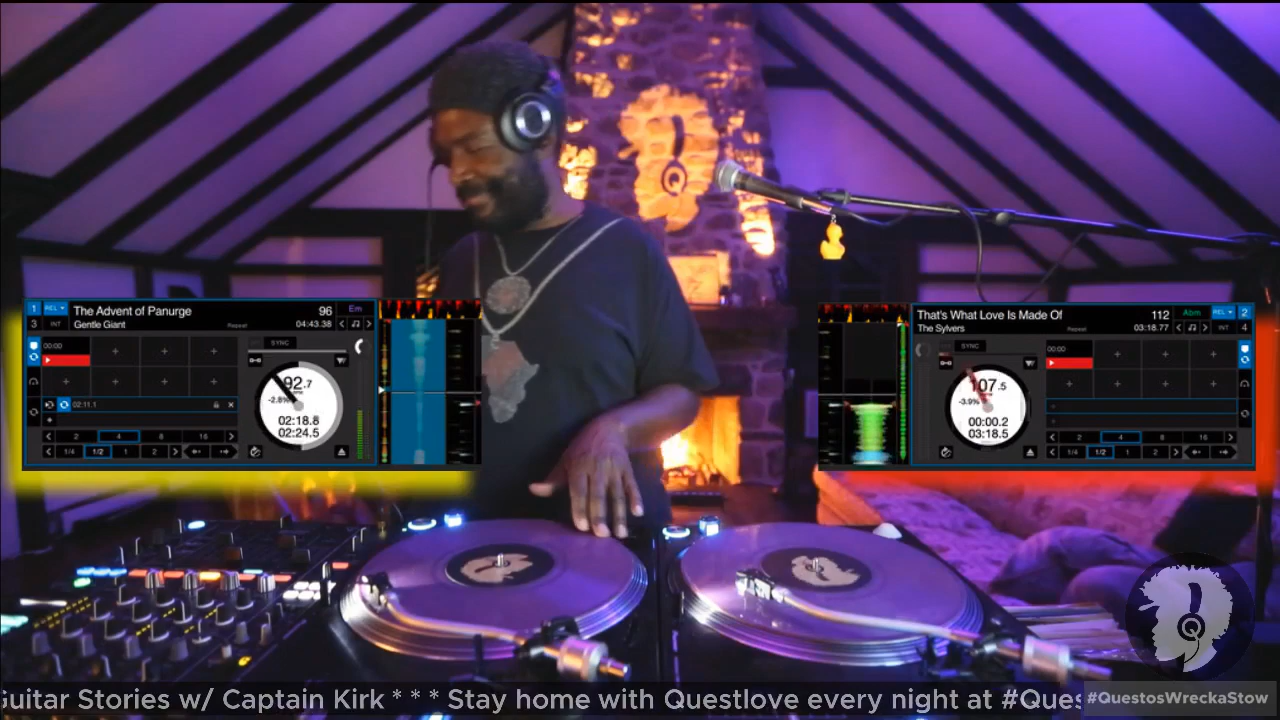 1 REL The Advent of Panurge 96 Em
3 INT Gentle Giant Repeat 04:43.38
SYNC
00:00
92.7
-2.8%
02:18.8
02:24.5
02:11.1
2 4 8 16
1/4 1/2 1 2
That's What Love Is Made Of 112 Abm REL 2
The Sylvers Repeat 03:18.77 INT 4
SYNC
00:00
107.5
-3.9%
00:00.2
03:18.5
2 4 8 16
1/4 1/2 1 2
Q
Q
Guitar Stories w/ Captain Kirk * * * Stay home with Questlove every night at #Ques
#QuestosWreckaStow